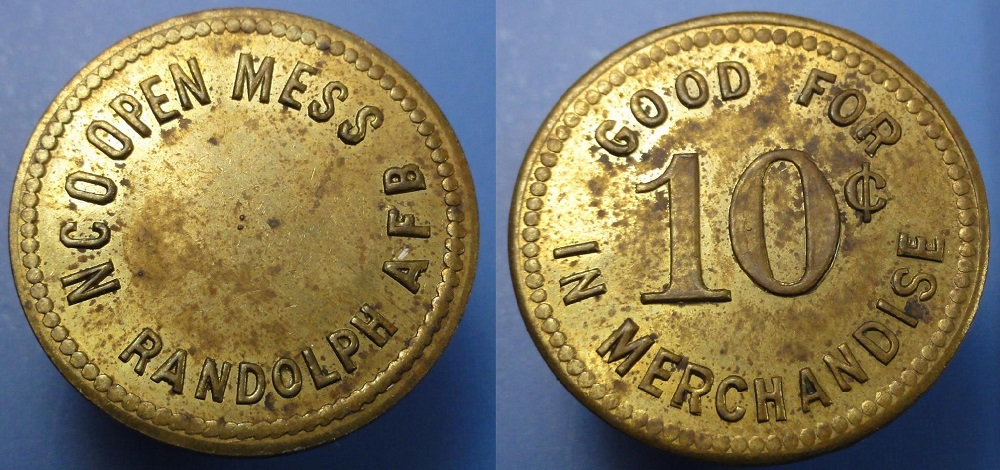 NCO OPEN MESS
RANDOLPH AFB
GOOD FOR
10¢
IN MERCHANDISE